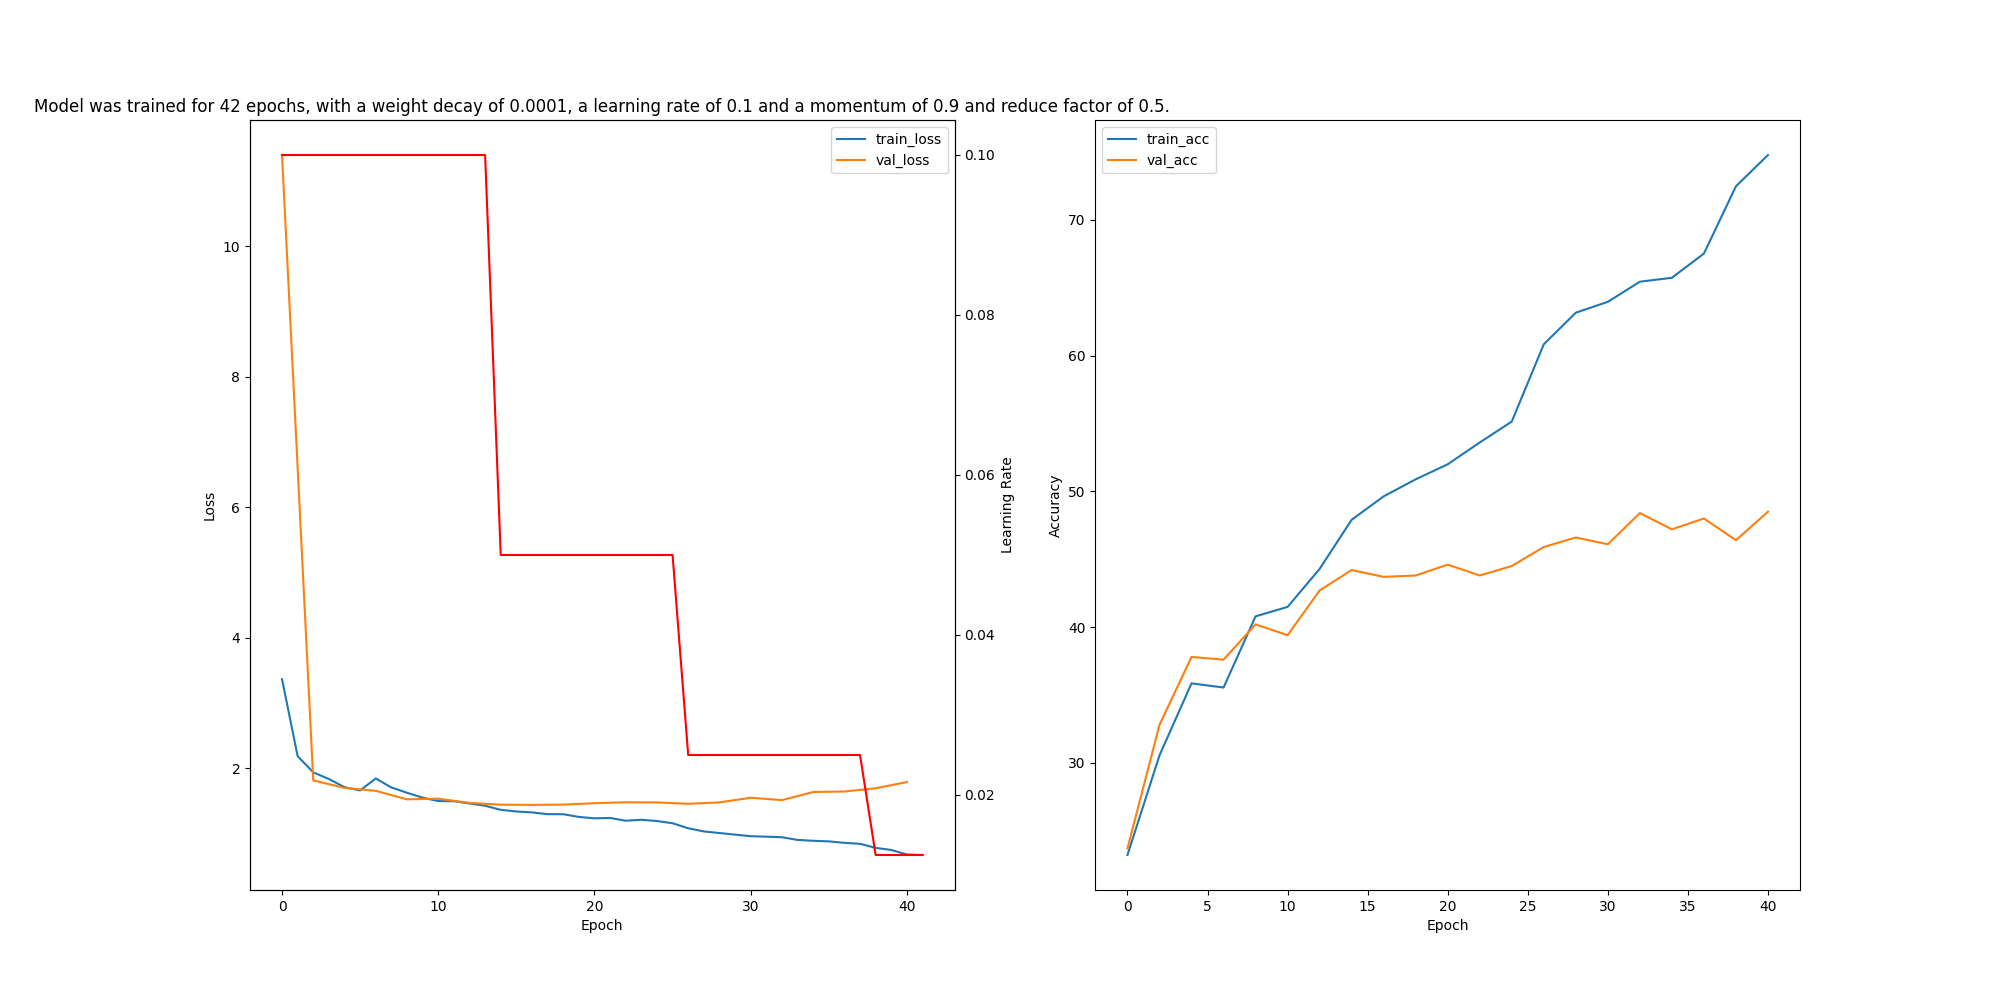 Model was trained for 42 epochs, with a weight decay of 0.0001, a learning rate of 0.1 and a momentum of 0.9 and reduce factor of 0.5.
train_loss
val_loss
10
8
6
4
2
Loss
0 10 20 30 40
Epoch
0.10
0.08
0.06
0.04
0.02
Learning Rate
train_acc
val_acc
70
60
50
40
30
Accuracy
0 5 10 15 20 25 30 35 40
Epoch